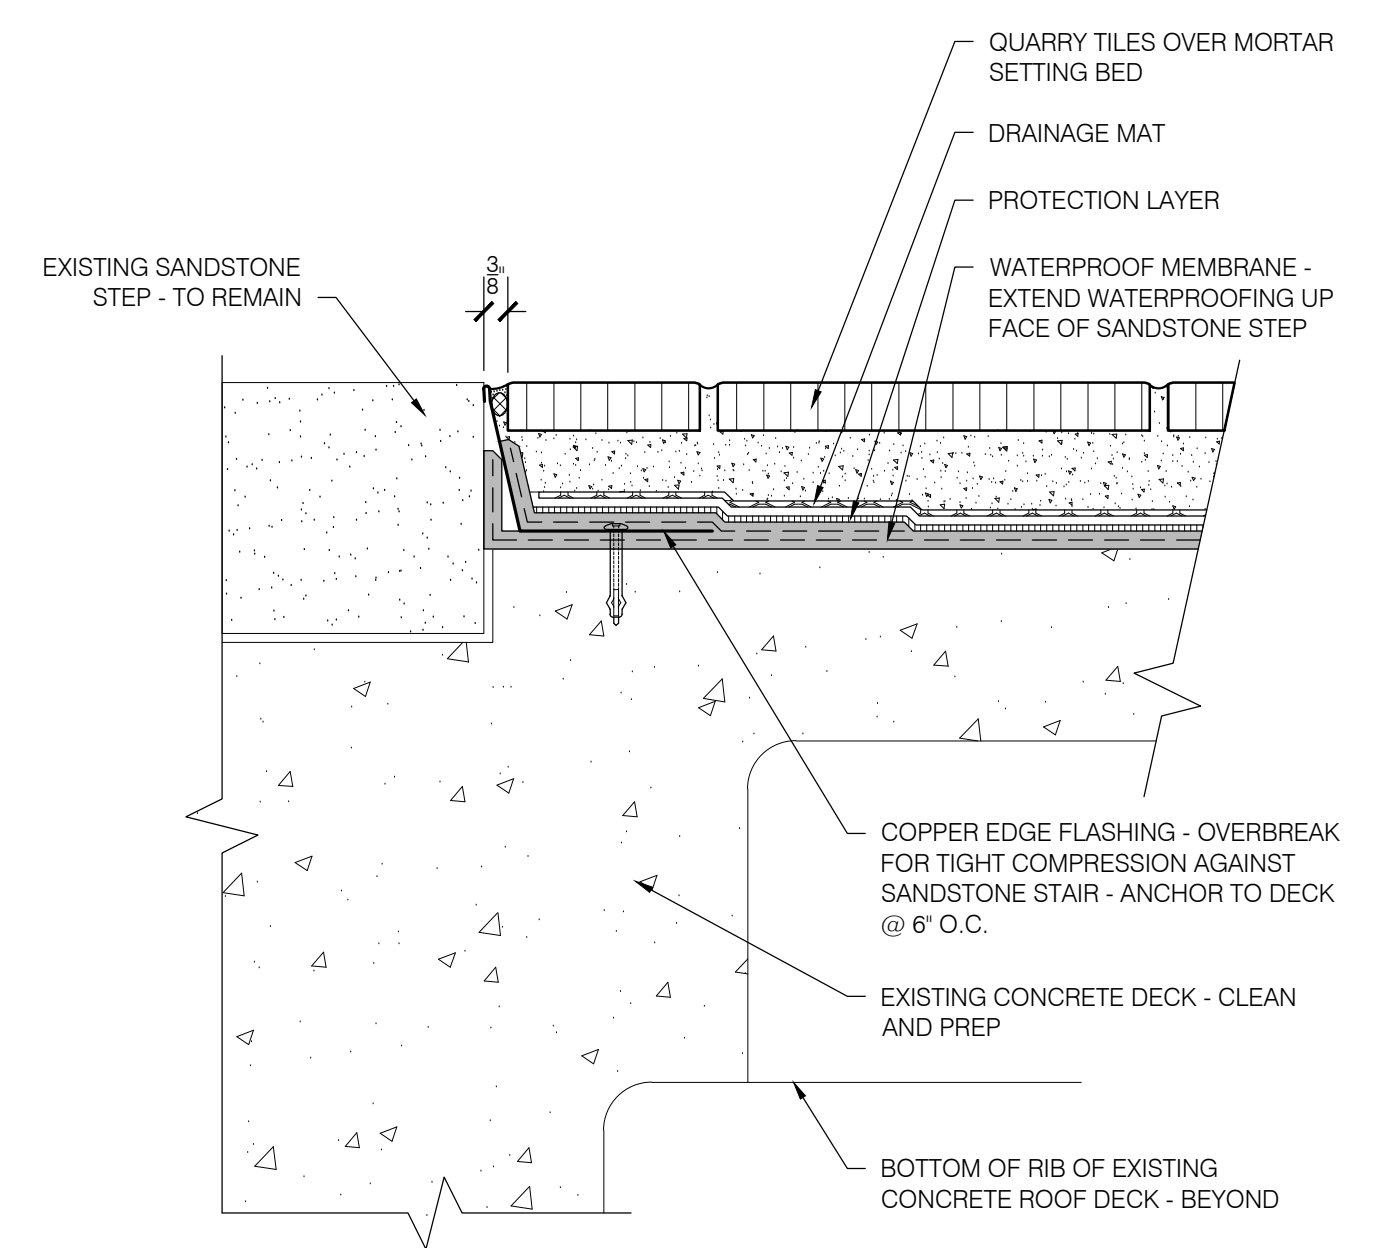 QUARRY TILES OVER MORTAR
SETTING BED
DRAINAGE MAT
PROTECTION LAYER
WATERPROOF MEMBRANE -
EXTEND WATERPROOFING UP
FACE OF SANDSTONE STEP
EXISTING SANDSTONE
STEP - TO REMAIN
3/8"
COPPER EDGE FLASHING - OVERBREAK
FOR TIGHT COMPRESSION AGAINST
SANDSTONE STAIR - ANCHOR TO DECK
@ 6" O.C.
EXISTING CONCRETE DECK - CLEAN
AND PREP
BOTTOM OF RIB OF EXISTING
CONCRETE ROOF DECK - BEYOND